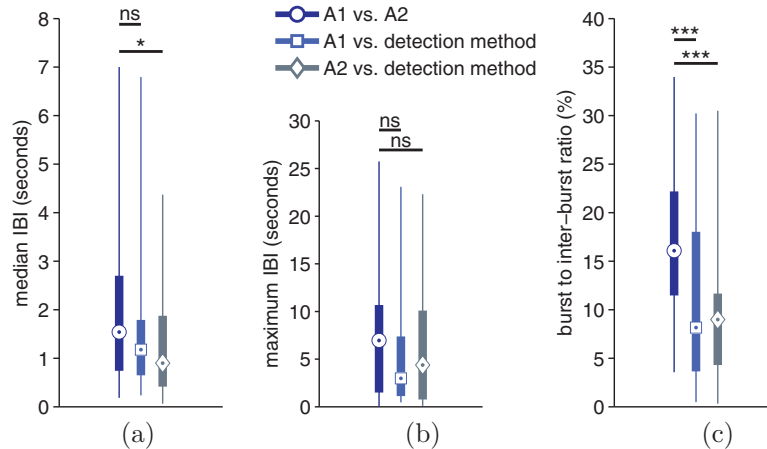 A1 vs. A2
A1 vs. detection method
A2 vs. detection method
median IBI (seconds)
8
7
6
5
4
3
2
1
0
ns
*
(a)
maximum IBI (seconds)
30
25
20
15
10
5
0
ns
ns
(b)
burst to inter−burst ratio (%)
40
35
30
25
20
15
10
5
0
***
***
(c)